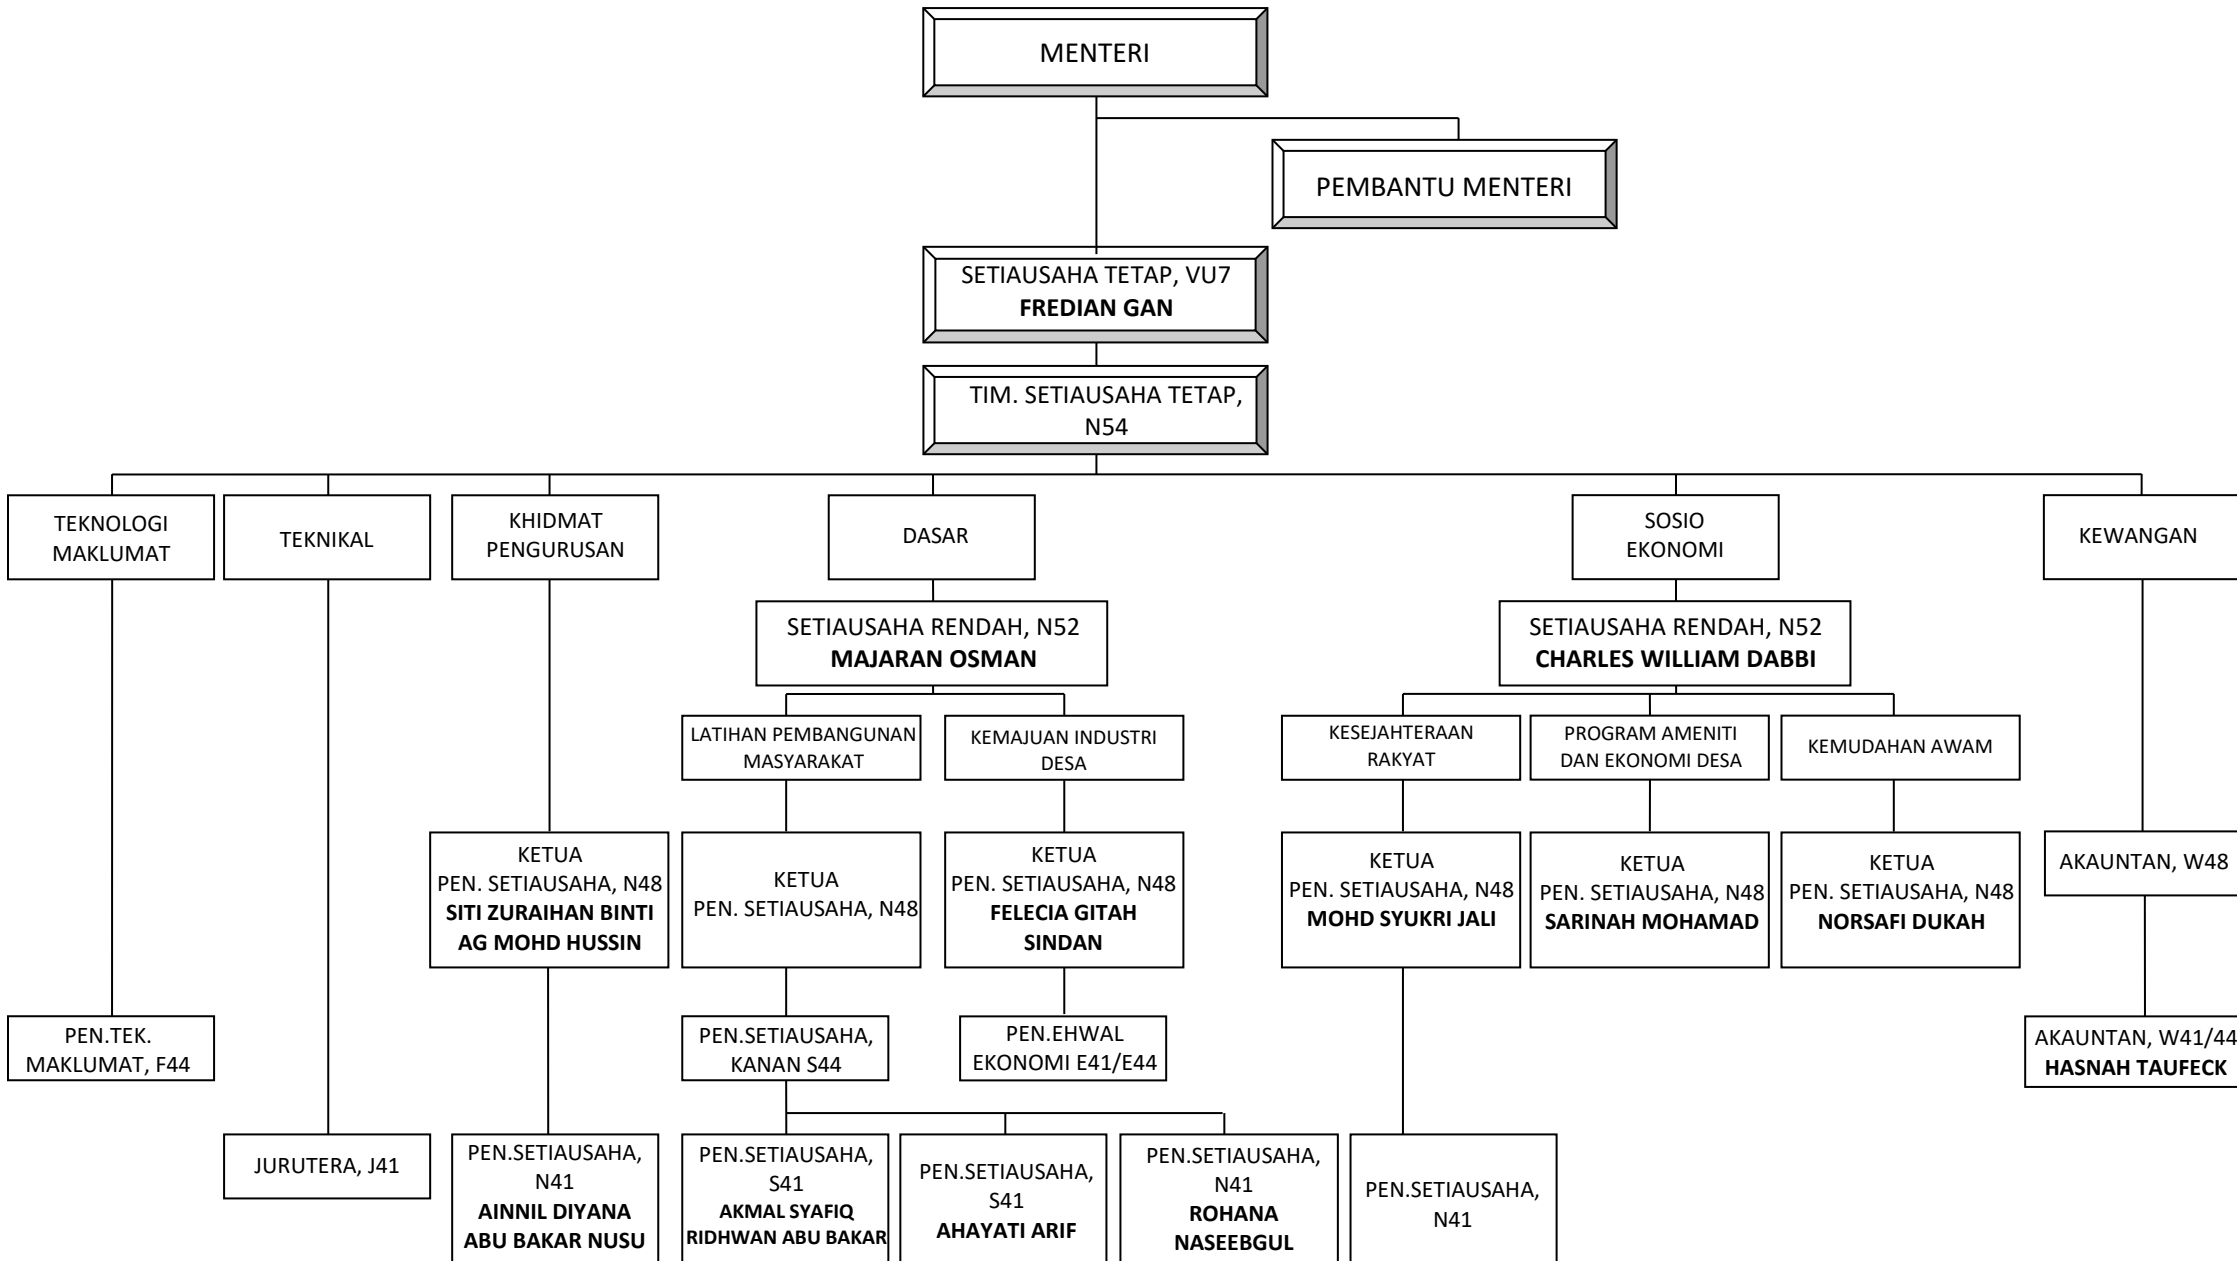 MENTERI
PEMBANTU MENTERI
SETIAUSAHA TETAP, VU7
FREDIAN GAN
TIM. SETIAUSAHA TETAP,
N54
TEKNOLOGI
MAKLUMAT
TEKNIKAL
KHIDMAT
PENGURUSAN
DASAR
SOSIO
EKONOMI
KEWANGAN
SETIAUSAHA RENDAH, N52
MAJARAN OSMAN
SETIAUSAHA RENDAH, N52
CHARLES WILLIAM DABBI
LATIHAN PEMBANGUNAN
MASYARAKAT
KEMAJUAN INDUSTRI
DESA
KESEJAHTERAAN
RAKYAT
PROGRAM AMENITI
DAN EKONOMI DESA
KEMUDAHAN AWAM
KETUA
PEN. SETIAUSAHA, N48
SITI ZURAIHAN BINTI
AG MOHD HUSSIN
KETUA
PEN. SETIAUSAHA, N48
KETUA
PEN. SETIAUSAHA, N48
FELECIA GITAH
SINDAN
KETUA
PEN. SETIAUSAHA, N48
MOHD SYUKRI JALI
KETUA
PEN. SETIAUSAHA, N48
SARINAH MOHAMAD
KETUA
PEN. SETIAUSAHA, N48
NORSAFI DUKAH
AKAUNTAN, W48
PEN.TEK.
MAKLUMAT, F44
PEN.SETIAUSAHA,
KANAN S44
PEN.EHWAL
EKONOMI E41/E44
AKAUNTAN, W41/44
HASNAH TAUFECK
JURUTERA, J41
PEN.SETIAUSAHA,
N41
AINNIL DIYANA
ABU BAKAR NUSU
PEN.SETIAUSAHA,
S41
AKMAL SYAFIQ
RIDHWAN ABU BAKAR
PEN.SETIAUSAHA,
S41
AHAYATI ARIF
PEN.SETIAUSAHA,
N41
ROHANA
NASEEBGUL
PEN.SETIAUSAHA,
N41